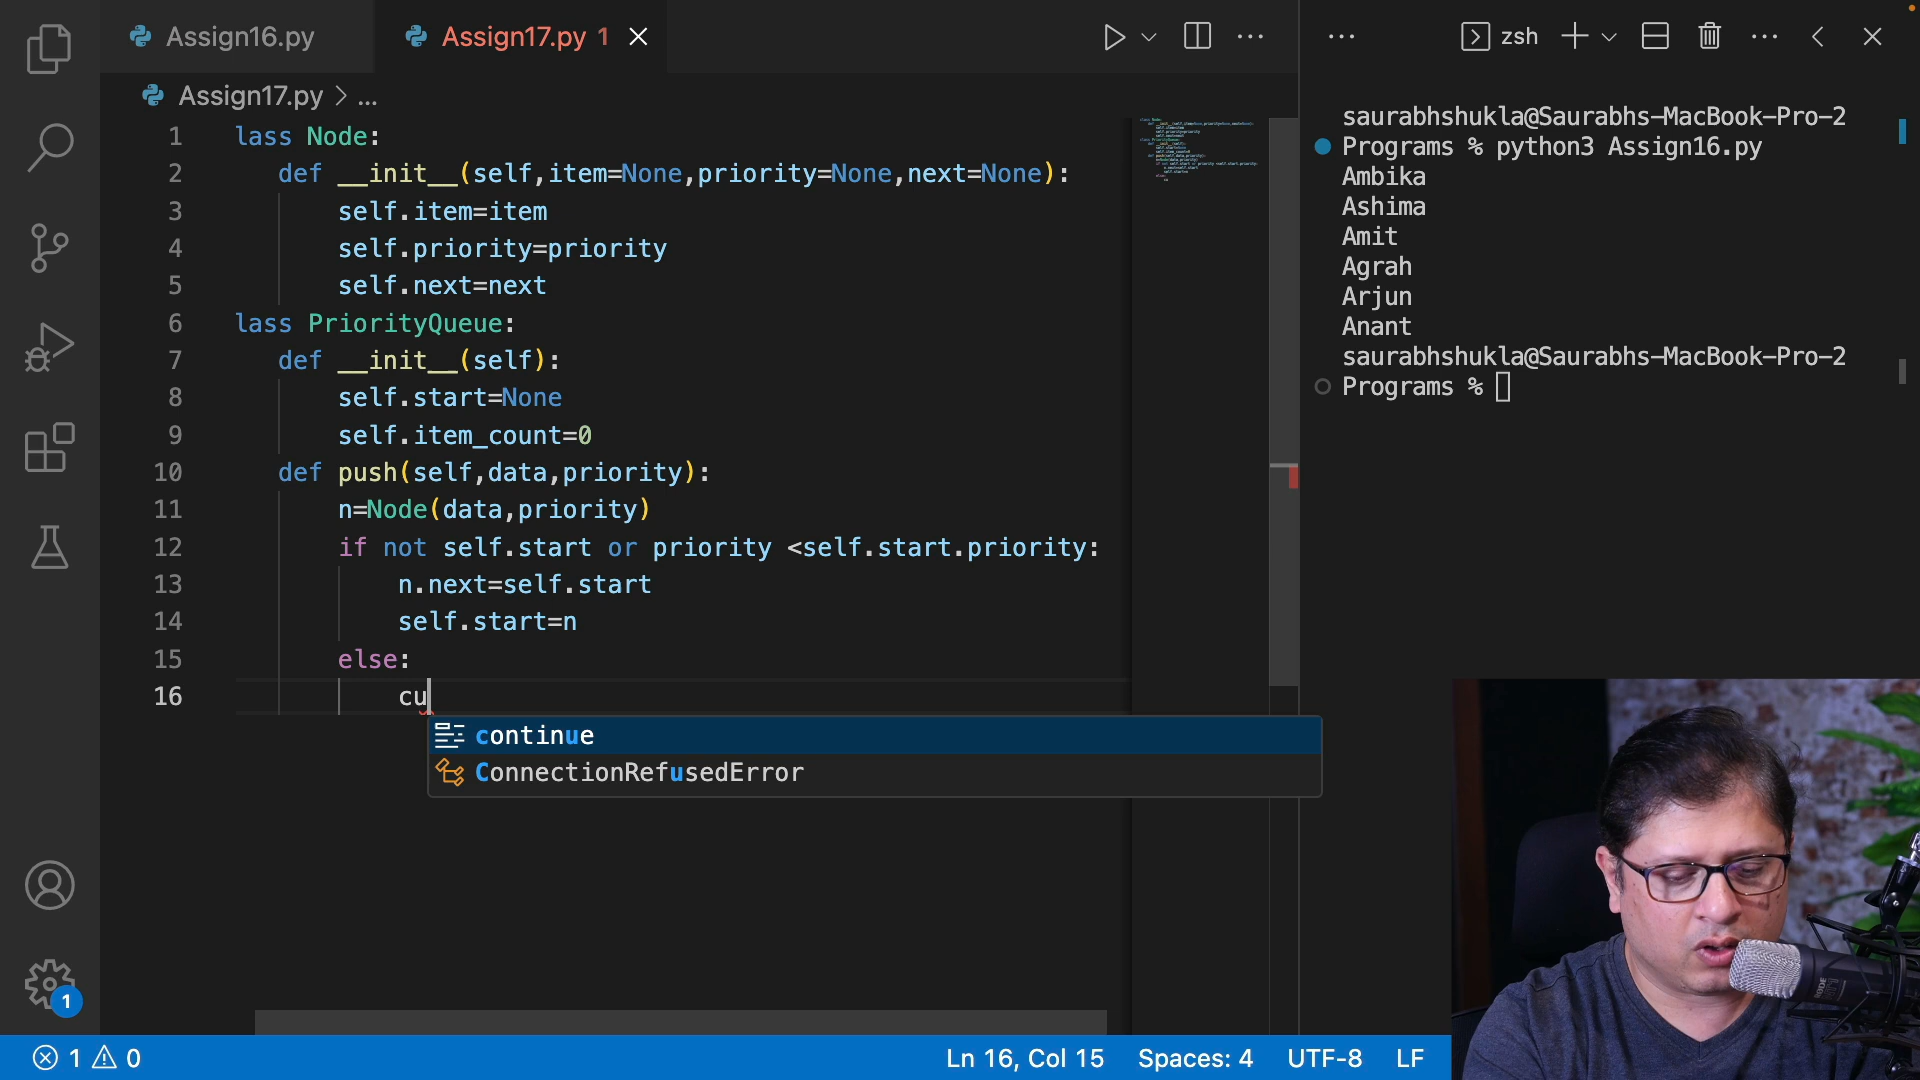 Assign16.py
Assign17.py 1
Assign17.py > ...
1 lass Node:
2 def __init__(self,item=None,priority=None,next=None):
3 self.item=item
4 self.priority=priority
5 self.next=next
6 lass PriorityQueue:
7 def __init__(self):
8 self.start=None
9 self.item_count=0
10 def push(self,data,priority):
11 n=Node(data,priority)
12 if not self.start or priority <self.start.priority:
13 n.next=self.start
14 self.start=n
15 else:
16 cu
continue
ConnectionRefusedError
zsh
saurabhshukla@Saurabhs-MacBook-Pro-2
Programs % python3 Assign16.py
Ambika
Ashima
Amit
Agrah
Arjun
Anant
saurabhshukla@Saurabhs-MacBook-Pro-2
Programs %
1
1 0
Ln 16, Col 15 Spaces: 4 UTF-8 LF